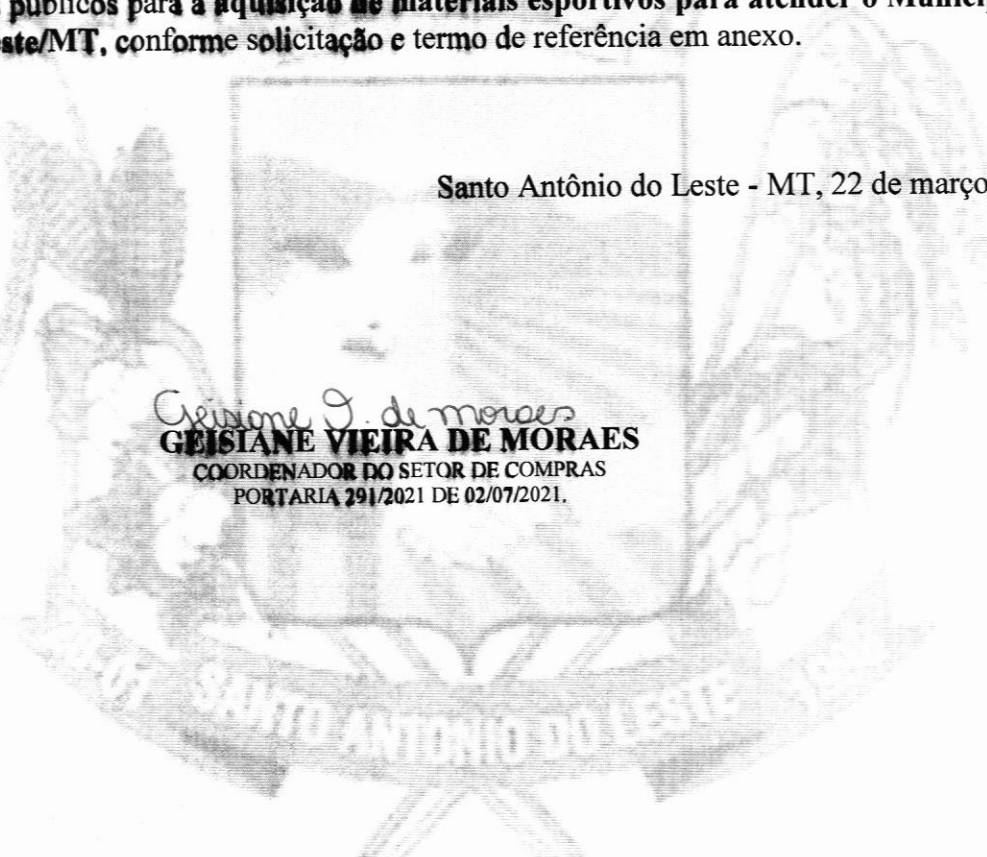 públicos para a aquisição de materiais esportivos para atender o Municí
ste/MT, conforme solicitação e termo de referência em anexo.
Santo Antônio do Leste - MT, 22 de março
Geisiane V. de moraes
GEISIANE VIEIRA DE MORAES
COORDENADOR DO SETOR DE COMPRAS
PORTARIA 291/2021 DE 02/07/2021.
SANTO ANTONIO DO LESTE